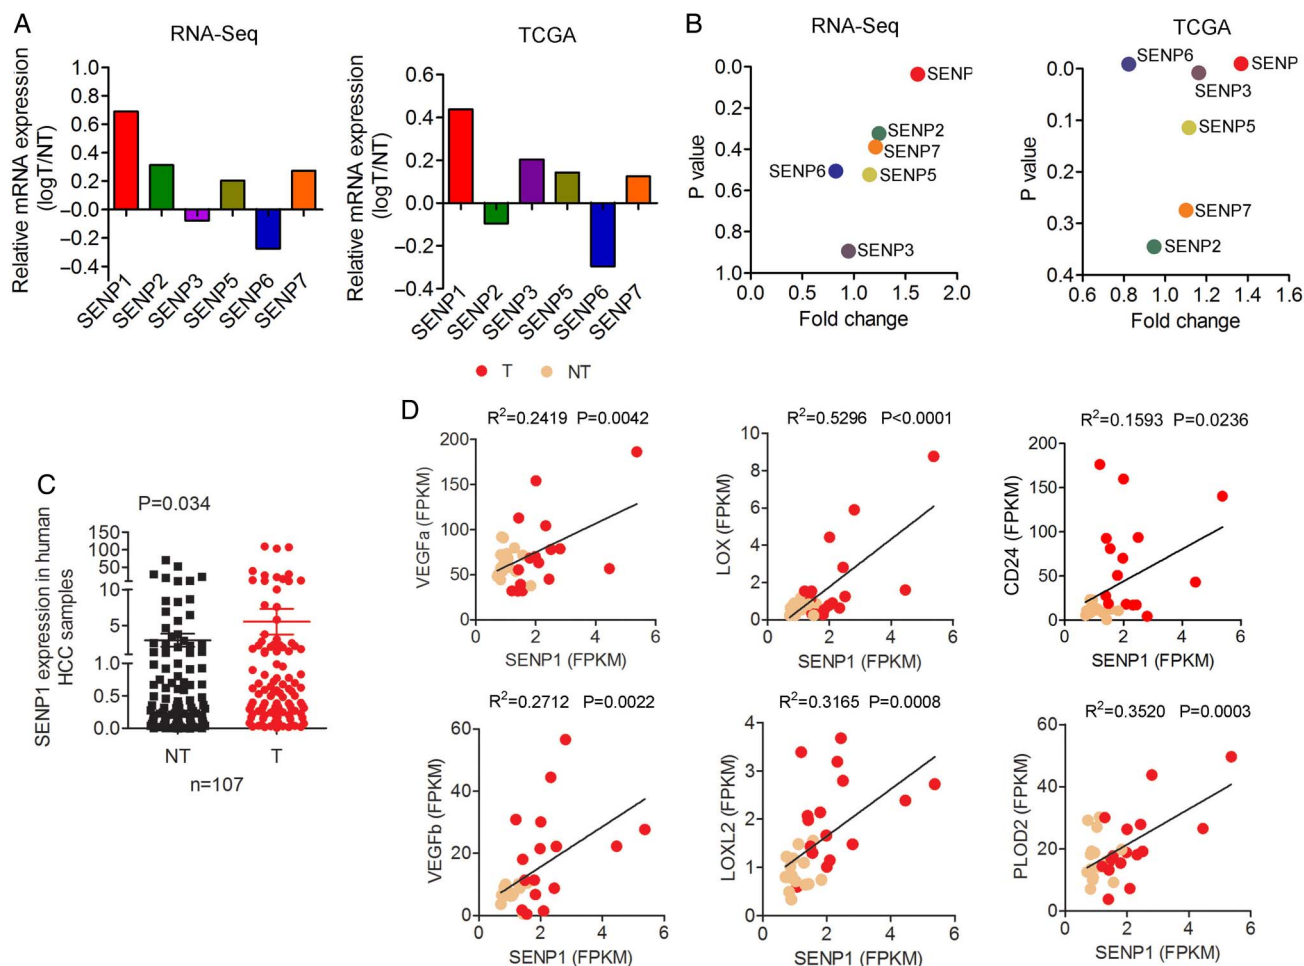 A
RNA-Seq
Relative mRNA expression
(logT/NT)
1.0
0.8
0.6
0.4
0.2
–0.0
–0.2
–0.4
SENP1
SENP2
SENP3
SENP5
SENP6
SENP7
TCGA
Relative mRNA expression
(logT/NT)
0.6
0.4
0.2
0.0
–0.2
–0.4
SENP1
SENP2
SENP3
SENP5
SENP6
SENP7
B
RNA-Seq
P value
0.0
0.2
0.4
0.6
0.8
1.0
SENP
SENP2
SENP7
SENP6
SENP5
SENP3
0.0 0.5 1.0 1.5 2.0
Fold change
TCGA
P value
0.0
0.1
0.2
0.3
0.4
SENP6
SENP
SENP3
SENP5
SENP7
SENP2
0.6 0.8 1.0 1.2 1.4 1.6
Fold change
T NT
C
P=0.034
SENP1 expression in human
HCC samples
150
100
50
10
5
1.0
0.5
0.0
NT T
n=107
D
R²=0.2419 P=0.0042
VEGFa (FPKM)
200
150
100
50
0
0 2 4 6
SENP1 (FPKM)
R²=0.5296 P<0.0001
LOX (FPKM)
10
8
6
4
2
0
0 2 4 6
SENP1 (FPKM)
R²=0.1593 P=0.0236
CD24 (FPKM)
200
150
100
50
0
0 2 4 6
SENP1 (FPKM)
R²=0.2712 P=0.0022
VEGFb (FPKM)
60
40
20
0
0 2 4 6
SENP1 (FPKM)
R²=0.3165 P=0.0008
LOXL2 (FPKM)
4
3
2
1
0
0 2 4 6
SENP1 (FPKM)
R²=0.3520 P=0.0003
PLOD2 (FPKM)
60
40
20
0
0 2 4 6
SENP1 (FPKM)